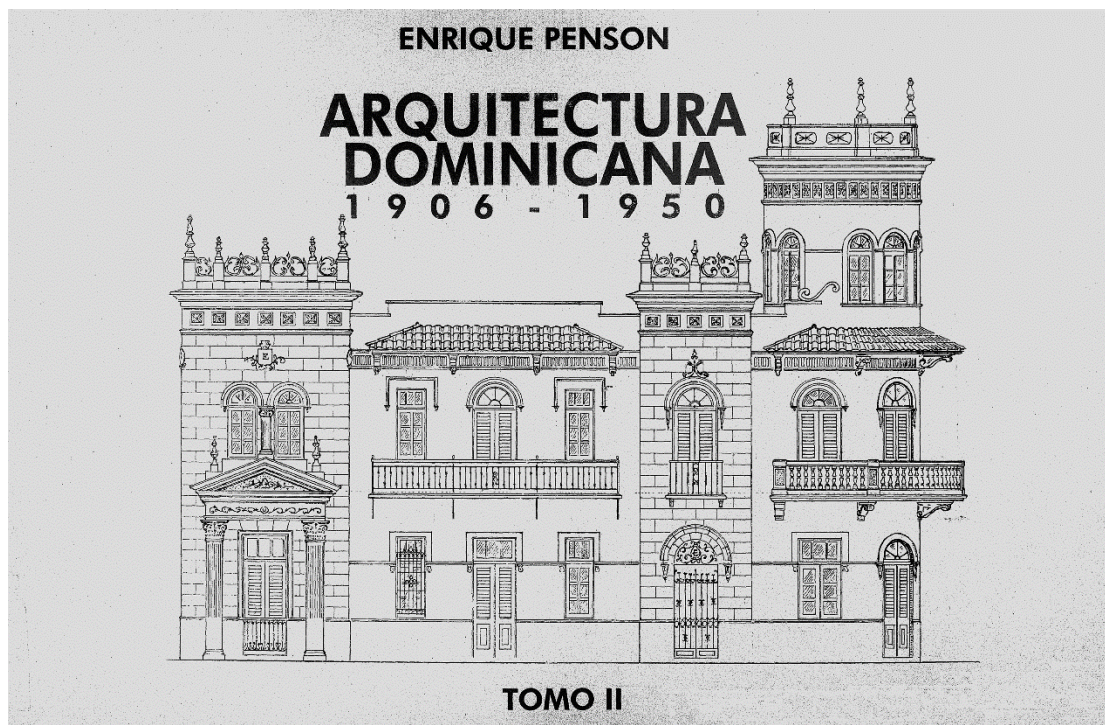 ENRIQUE PENSON
ARQUITECTURA
DOMINICANA
1906 - 1950
TOMO II